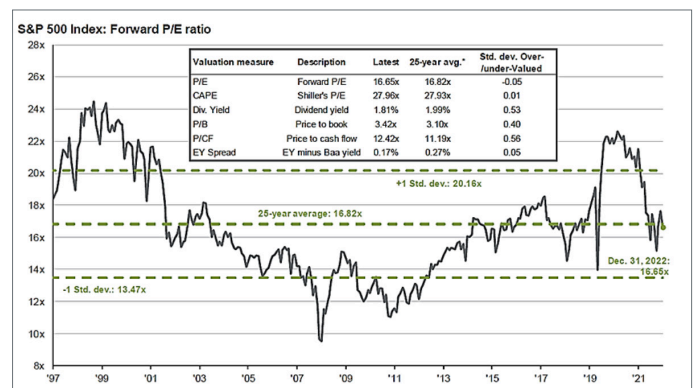 S&P 500 Index: Forward P/E ratio
28x
26x
24x
22x
20x
18x
16x
14x
12x
10x
8x
Valuation measure Description Latest 25-year avg.* Std. dev. Over-
/under-Valued
P/E Forward P/E 16.65x 16.82x -0.05
CAPE Shiller's P/E 27.96x 27.93x 0.01
Div. Yield Dividend yield 1.81% 1.99% 0.53
P/B Price to book 3.42x 3.10x 0.40
P/CF Price to cash flow 12.42x 11.19x 0.56
EY Spread EY minus Baa yield 0.17% 0.27% 0.05
+1 Std. dev.: 20.16x
25-year average: 16.82x
Dec. 31, 2022:
16.65x
-1 Std. dev.: 13.47x
'97 '99 '01 '03 '05 '07 '09 '11 '13 '15 '17 '19 '21